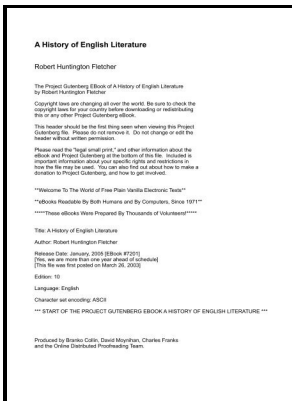 A History of English Literature
Robert Huntington Fletcher
The Project Gutenberg EBook of A History of English Literature
by Robert Huntington Fletcher
Copyright laws are changing all over the world. Be sure to check the
copyright laws for your country before downloading or redistributing
this or any other Project Gutenberg eBook.
This header should be the first thing seen when viewing this Project
Gutenberg file. Please do not remove it. Do not change or edit the
header without written permission.
Please read the "legal small print," and other information about the
eBook and Project Gutenberg at the bottom of this file. Included is
important information about your specific rights and restrictions in
how the file may be used. You can also find out about how to make a
donation to Project Gutenberg, and how to get involved.
**Welcome To The World of Free Plain Vanilla Electronic Texts**
**eBooks Readable By Both Humans and By Computers, Since 1971**
*****These eBooks Were Prepared By Thousands of Volunteers!*****
Title: A History of English Literature
Author: Robert Huntington Fletcher
Release Date: January, 2005 [EBook #7201]
[Yes, we are more than one year ahead of schedule]
[This file was first posted on March 26, 2003]
Edition: 10
Language: English
Character set encoding: ASCII
*** START OF THE PROJECT GUTENBERG EBOOK A HISTORY OF ENGLISH LITERATURE ***
Produced by Branko Collin, David Moynihan, Charles Franks
and the Online Distributed Proofreading Team.